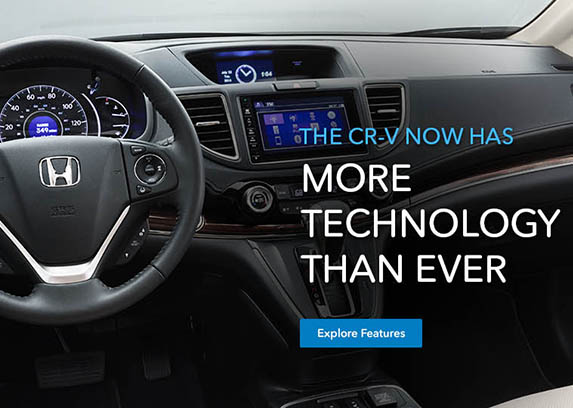 THE CR-V NOW HAS
MORE
TECHNOLOGY
THAN EVER
Explore Features